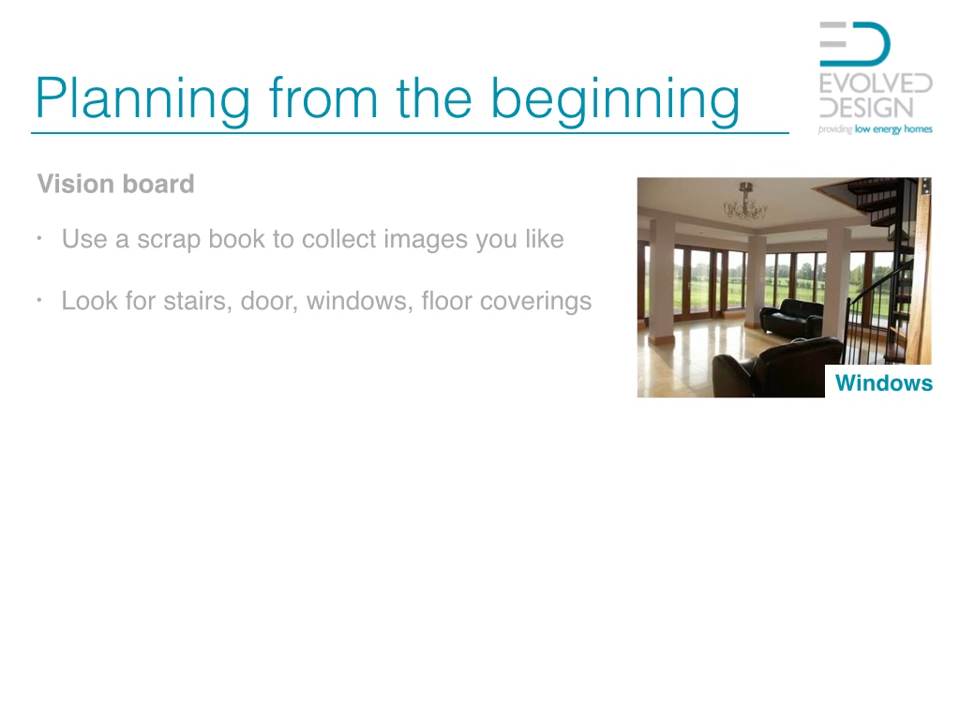 Planning from the beginning
EVOLVED
DESIGN
providing low energy homes
Vision board
• Use a scrap book to collect images you like
• Look for stairs, door, windows, floor coverings
Windows